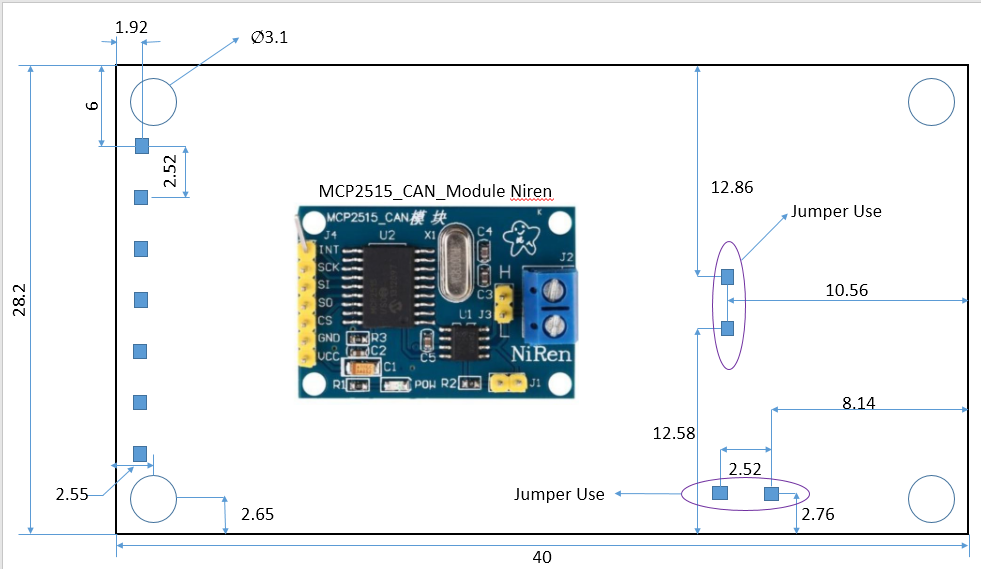 1.92
Ø3.1
6
2.52
MCP2515_CAN_Module Niren
12.86
Jumper Use
MCP2515_CAN模块
K
J4
U2
X1
C4
INT
SCK
SI
SO
CS
GND
VCC
H
J2
C3
J3
L
U1
R3
C2
C5
C1
NiRen
R1
POW
R2
J1
28.2
10.56
8.14
12.58
2.52
2.55
Jumper Use
2.65
2.76
40